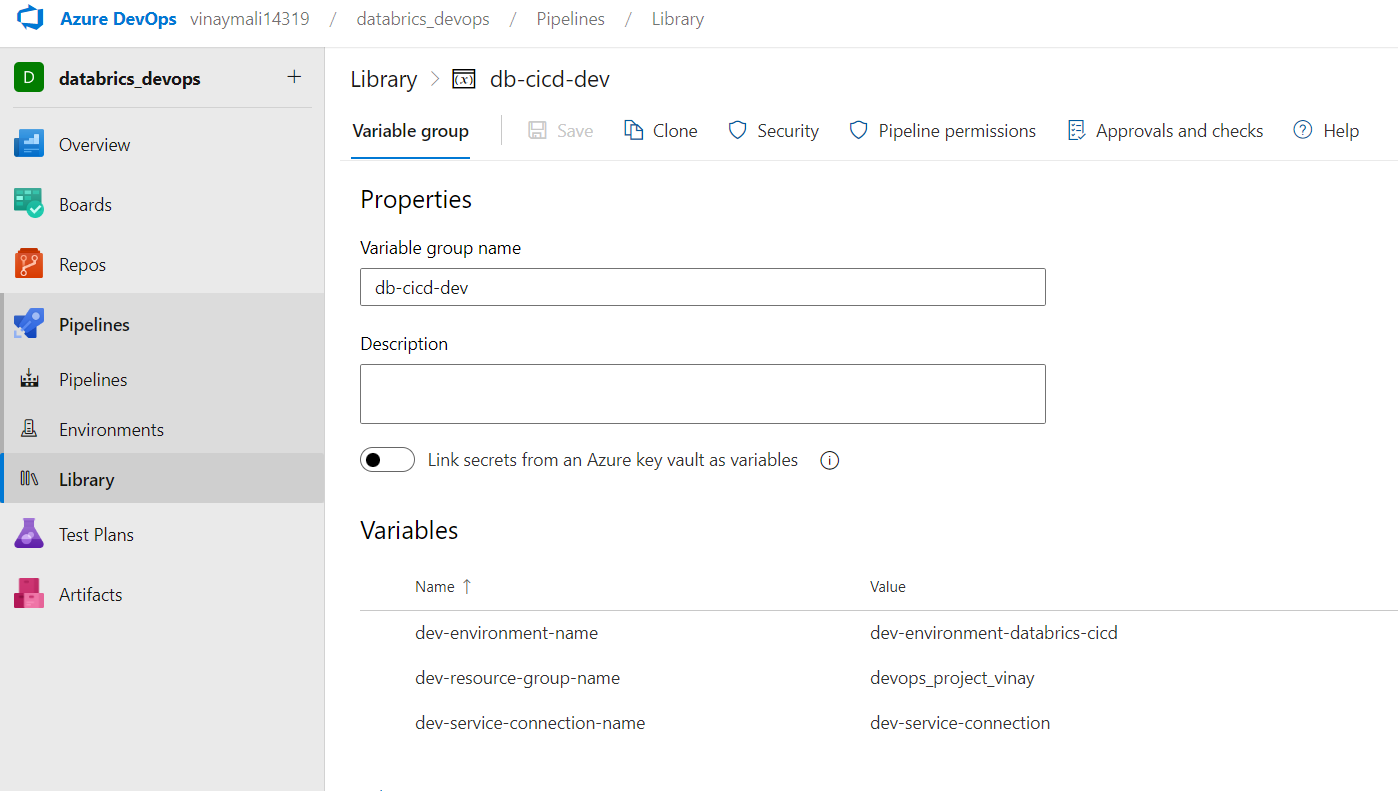 Azure DevOps vinaymali14319 / databrics_devops / Pipelines / Library
D databrics_devops +
Overview
Boards
Repos
Pipelines
Pipelines
Environments
Library
Test Plans
Artifacts
Library > (x) db-cicd-dev
Variable group Save Clone Security Pipeline permissions Approvals and checks ? Help
Properties
Variable group name
db-cicd-dev
Description
Link secrets from an Azure key vault as variables i
Variables
Name ↑ Value
dev-environment-name dev-environment-databrics-cicd
dev-resource-group-name devops_project_vinay
dev-service-connection-name dev-service-connection